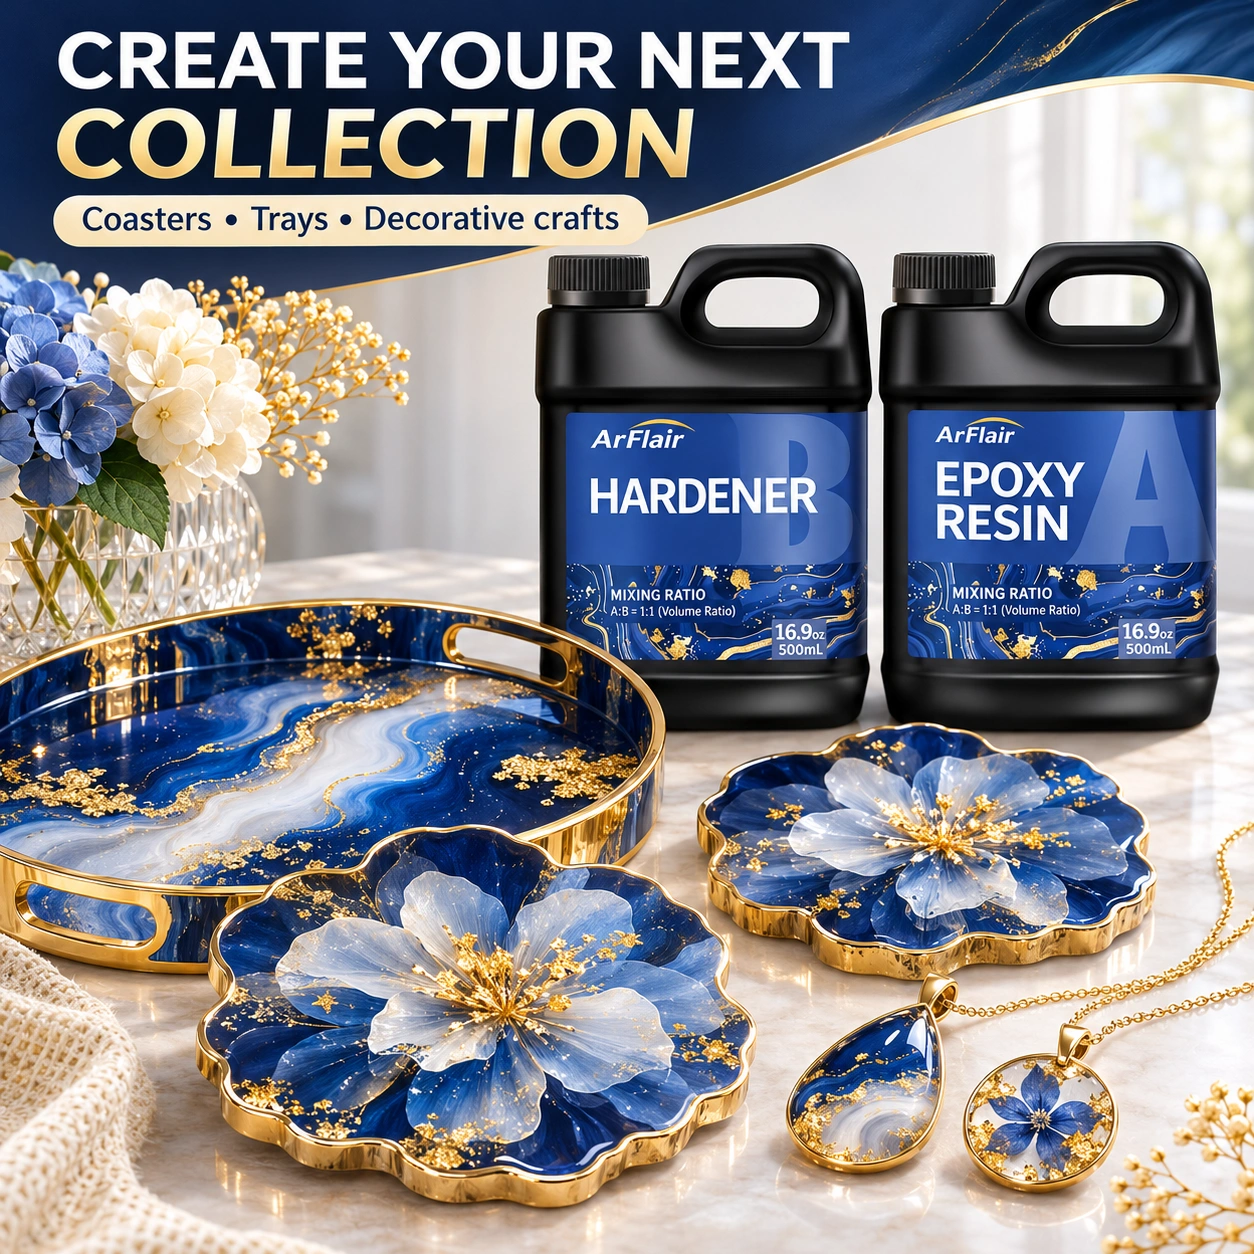 CREATE YOUR NEXT
COLLECTION
Coasters • Trays • Decorative crafts
ArFlair
B
HARDENER
MIXING RATIO
A:B = 1:1 (Volume Ratio)
16.9oz
500mL
ArFlair
A
EPOXY
RESIN
MIXING RATIO
A:B = 1:1 (Volume Ratio)
16.9oz
500mL